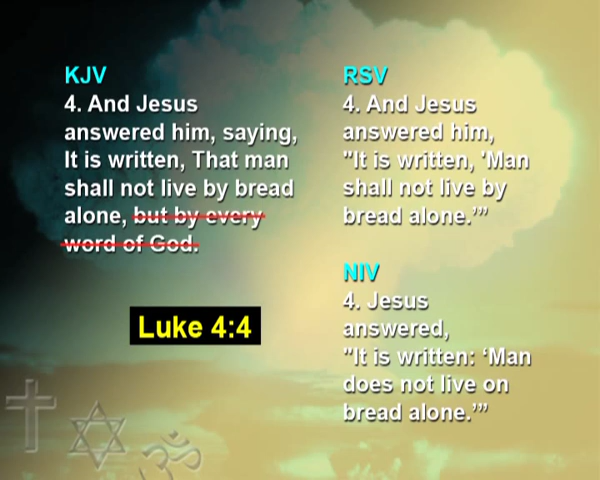 KJV
4. And Jesus
answered him, saying,
It is written, That man
shall not live by bread
alone, but by every
word of God.
Luke 4:4
RSV
4. And Jesus
answered him,
"It is written, 'Man
shall not live by
bread alone.’”
NIV
4. Jesus
answered,
"It is written: ‘Man
does not live on
bread alone.’”
ॐ